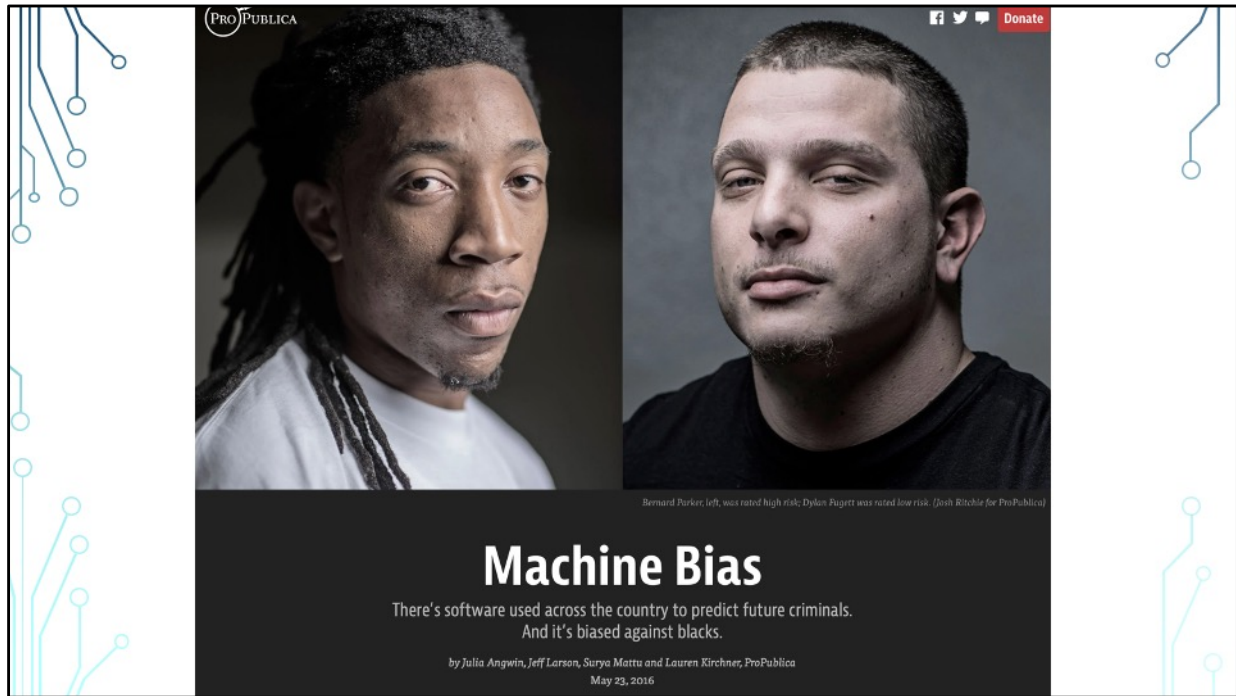 PROPUBLICA
Donate
Bernard Parker, left, was rated high risk; Dylan Fugett was rated low risk. (Josh Ritchie for ProPublica)
Machine Bias
There's software used across the country to predict future criminals.
And it's biased against blacks.
by Julia Angwin, Jeff Larson, Surya Mattu and Lauren Kirchner, ProPublica
May 23, 2016